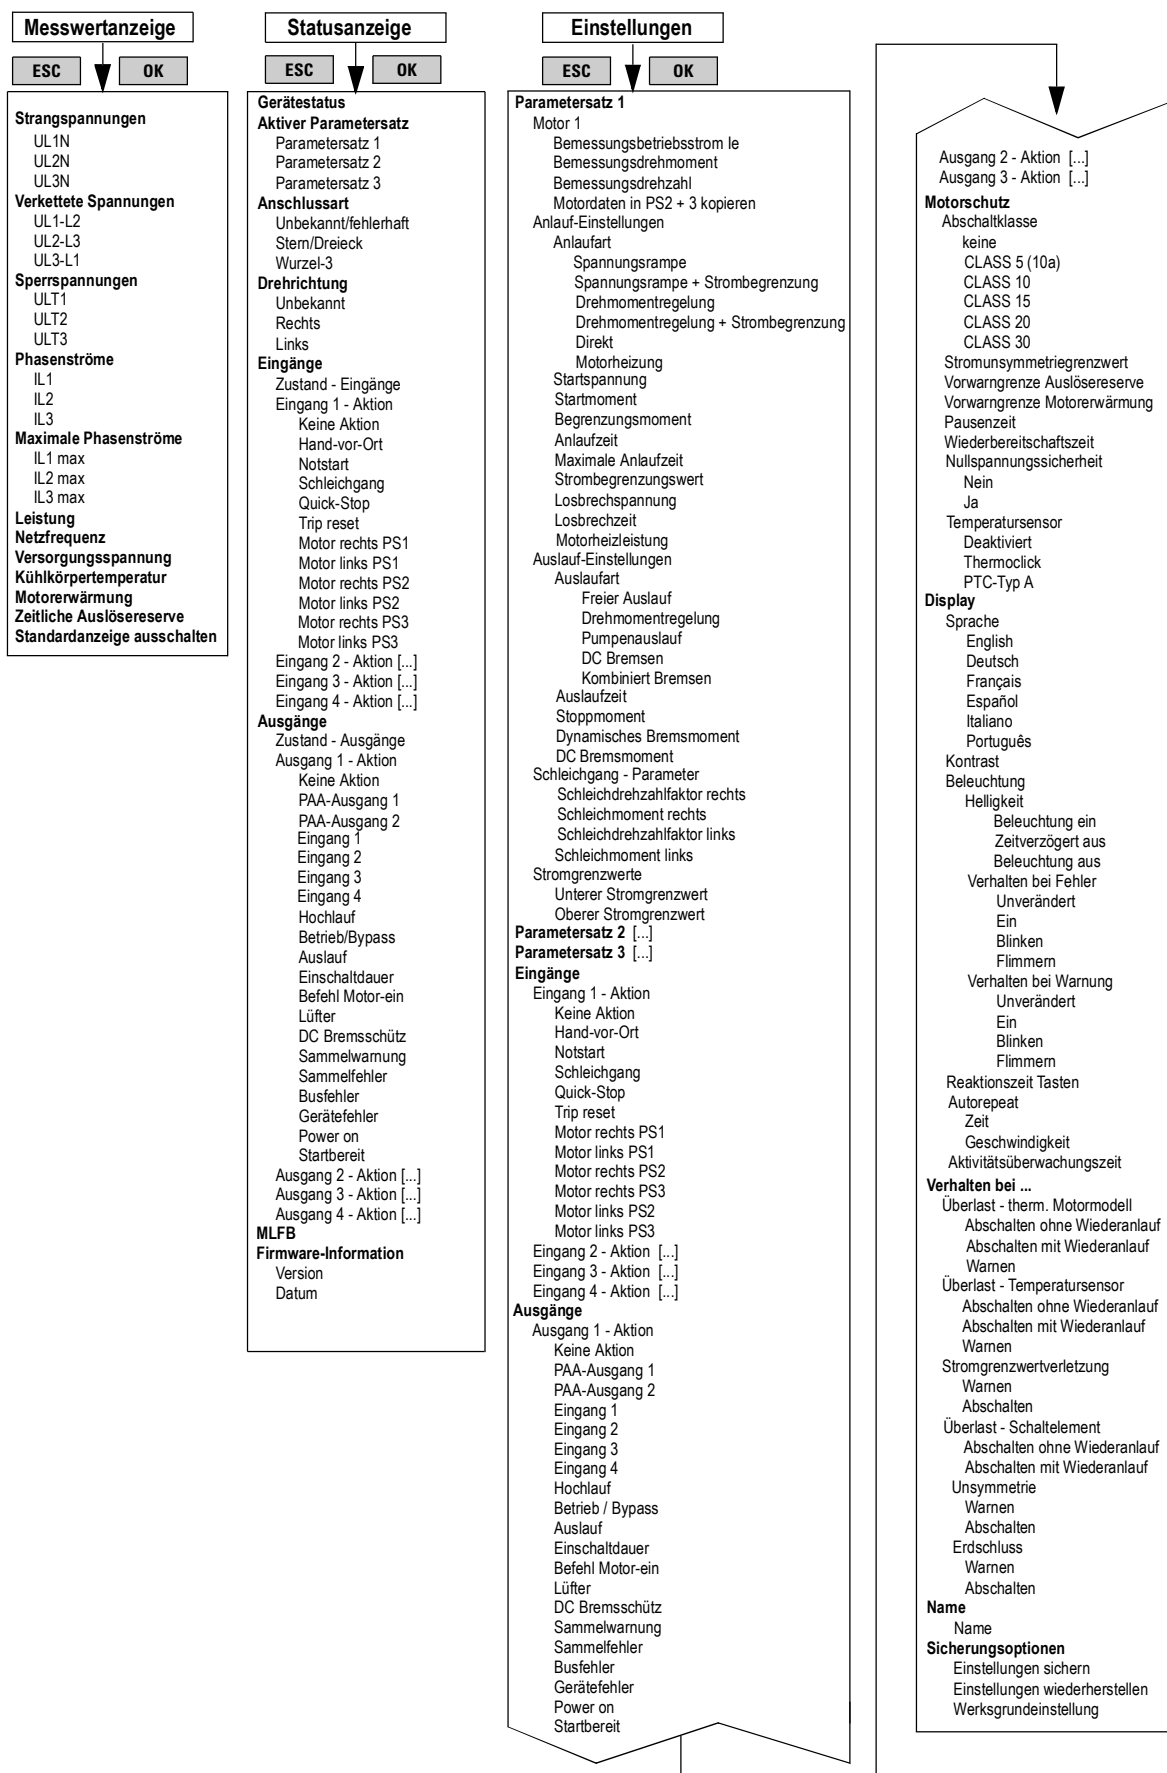 Messwertanzeige
ESC
OK
Strangspannungen
UL1N
UL2N
UL3N
Verkettete Spannungen
UL1-L2
UL2-L3
UL3-L1
Sperrspannungen
ULT1
ULT2
ULT3
Phasenströme
IL1
IL2
IL3
Maximale Phasenströme
IL1 max
IL2 max
IL3 max
Leistung
Netzfrequenz
Versorgungsspannung
Kühlkörpertemperatur
Motorerwärmung
Zeitliche Auslösereserve
Standardanzeige ausschalten
Statusanzeige
ESC
OK
Gerätestatus
Aktiver Parametersatz
Parametersatz 1
Parametersatz 2
Parametersatz 3
Anschlussart
Unbekannt/fehlerhaft
Stern/Dreieck
Wurzel-3
Drehrichtung
Unbekannt
Rechts
Links
Eingänge
Zustand - Eingänge
Eingang 1 - Aktion
Keine Aktion
Hand-vor-Ort
Notstart
Schleichgang
Quick-Stop
Trip reset
Motor rechts PS1
Motor links PS1
Motor rechts PS2
Motor links PS2
Motor rechts PS3
Motor links PS3
Eingang 2 - Aktion [...]
Eingang 3 - Aktion [...]
Eingang 4 - Aktion [...]
Ausgänge
Zustand - Ausgänge
Ausgang 1 - Aktion
Keine Aktion
PAA-Ausgang 1
PAA-Ausgang 2
Eingang 1
Eingang 2
Eingang 3
Eingang 4
Hochlauf
Betrieb/Bypass
Auslauf
Einschaltdauer
Befehl Motor-ein
Lüfter
DC Bremsschütz
Sammelwarnung
Sammelfehler
Busfehler
Gerätefehler
Power on
Startbereit
Ausgang 2 - Aktion [...]
Ausgang 3 - Aktion [...]
Ausgang 4 - Aktion [...]
MLFB
Firmware-Information
Version
Datum
Einstellungen
ESC
OK
Parametersatz 1
Motor 1
Bemessungsbetriebsstrom Ie
Bemessungsdrehmoment
Bemessungsdrehzahl
Motordaten in PS2 + 3 kopieren
Anlauf-Einstellungen
Anlaufart
Spannungsrampe
Spannungsrampe + Strombegrenzung
Drehmomentregelung
Drehmomentregelung + Strombegrenzung
Direkt
Motorheizung
Startspannung
Startmoment
Begrenzungsmoment
Anlaufzeit
Maximale Anlaufzeit
Strombegrenzungswert
Losbrechspannung
Losbrechzeit
Motorheizleistung
Auslauf-Einstellungen
Auslaufart
Freier Auslauf
Drehmomentregelung
Pumpenauslauf
DC Bremsen
Kombiniert Bremsen
Auslaufzeit
Stoppmoment
Dynamisches Bremsmoment
DC Bremsmoment
Schleichgang - Parameter
Schleichdrehzahlfaktor rechts
Schleichmoment rechts
Schleichdrehzahlfaktor links
Schleichmoment links
Stromgrenzwerte
Unterer Stromgrenzwert
Oberer Stromgrenzwert
Parametersatz 2 [...]
Parametersatz 3 [...]
Eingänge
Eingang 1 - Aktion
Keine Aktion
Hand-vor-Ort
Notstart
Schleichgang
Quick-Stop
Trip reset
Motor rechts PS1
Motor links PS1
Motor rechts PS2
Motor rechts PS3
Motor links PS2
Motor links PS3
Eingang 2 - Aktion [...]
Eingang 3 - Aktion [...]
Eingang 4 - Aktion [...]
Ausgänge
Ausgang 1 - Aktion
Keine Aktion
PAA-Ausgang 1
PAA-Ausgang 2
Eingang 1
Eingang 2
Eingang 3
Eingang 4
Hochlauf
Betrieb / Bypass
Auslauf
Einschaltdauer
Befehl Motor-ein
Lüfter
DC Bremsschütz
Sammelwarnung
Sammelfehler
Busfehler
Gerätefehler
Power on
Startbereit
Ausgang 2 - Aktion [...]
Ausgang 3 - Aktion [...]
Motorschutz
Abschaltklasse
keine
CLASS 5 (10a)
CLASS 10
CLASS 15
CLASS 20
CLASS 30
Stromunsymmetriegrenzwert
Vorwarngrenze Auslösereserve
Vorwarngrenze Motorerwärmung
Pausenzeit
Wiederbereitschaftszeit
Nullspannungssicherheit
Nein
Ja
Temperatursensor
Deaktiviert
Thermoclick
PTC-Typ A
Display
Sprache
English
Deutsch
Français
Español
Italiano
Português
Kontrast
Beleuchtung
Helligkeit
Beleuchtung ein
Zeitverzögert aus
Beleuchtung aus
Verhalten bei Fehler
Unverändert
Ein
Blinken
Flimmern
Verhalten bei Warnung
Unverändert
Ein
Blinken
Flimmern
Reaktionszeit Tasten
Autorepeat
Zeit
Geschwindigkeit
Aktivitätsüberwachungszeit
Verhalten bei ...
Überlast - therm. Motormodell
Abschalten ohne Wiederanlauf
Abschalten mit Wiederanlauf
Warnen
Überlast - Temperatursensor
Abschalten ohne Wiederanlauf
Abschalten mit Wiederanlauf
Warnen
Stromgrenzwertverletzung
Warnen
Abschalten
Überlast - Schaltelement
Abschalten ohne Wiederanlauf
Abschalten mit Wiederanlauf
Unsymmetrie
Warnen
Abschalten
Erdschluss
Warnen
Abschalten
Name
Name
Sicherungsoptionen
Einstellungen sichern
Einstellungen wiederherstellen
Werksgrundeinstellung